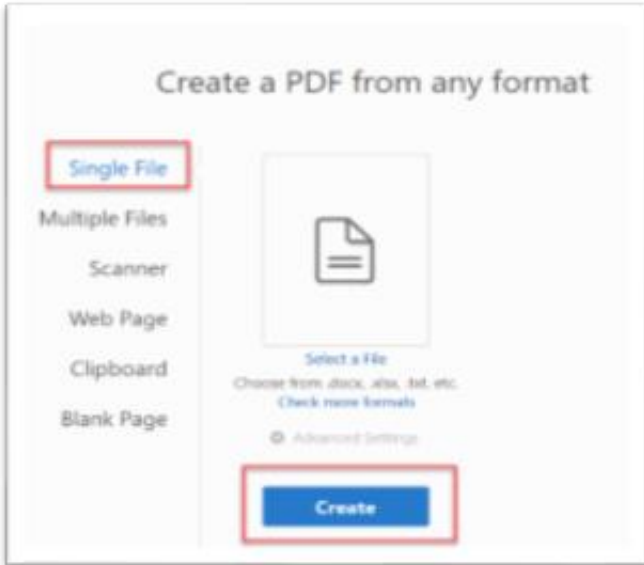 Create a PDF from any format
Single File
Multiple Files
Scanner
Web Page
Clipboard
Blank Page
Select a File
Choose from .docx, .xlsx, .txt, etc.
Check more formats
Advanced Settings
Create